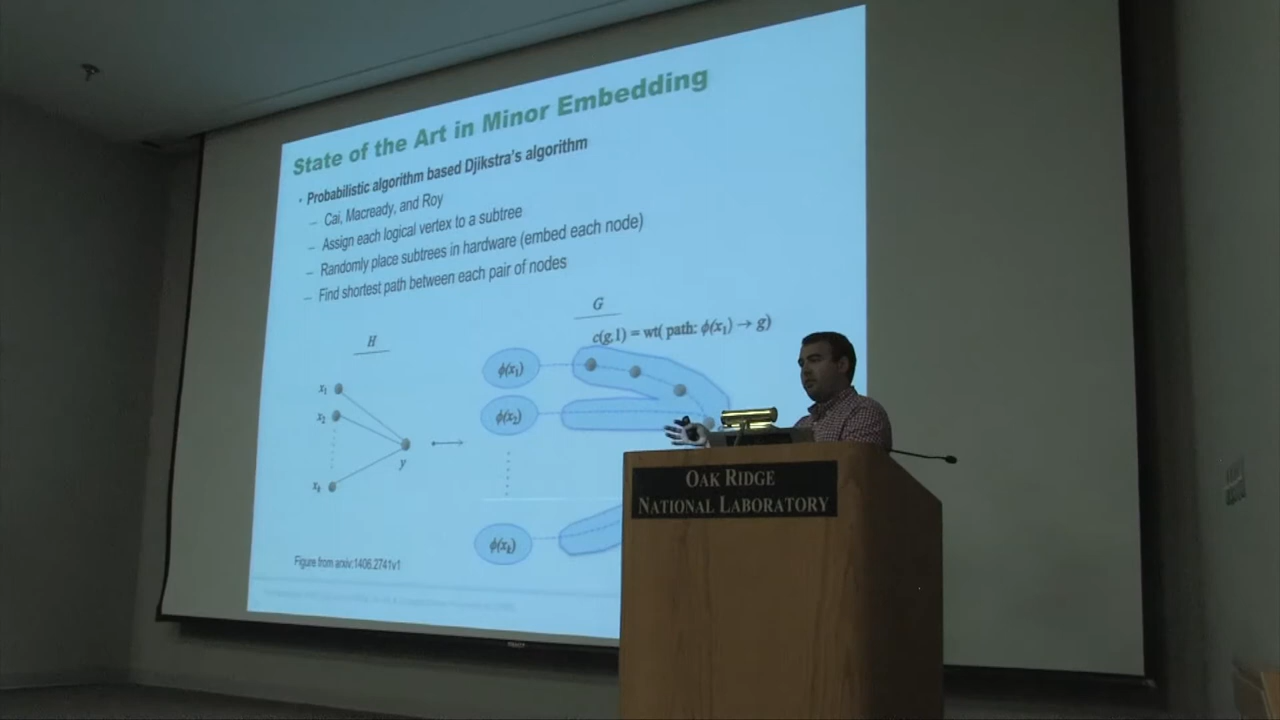 State of the Art in Minor Embedding
• Probabilistic algorithm based Djikstra's algorithm
– Cai, Macready, and Roy
– Assign each logical vertex to a subtree
– Randomly place subtrees in hardware (embed each node)
– Find shortest path between each pair of nodes
H
G
c(g,1) = wt( path: ϕ(x₁) → g)
x₁
x₂
y
xₖ
ϕ(x₁)
ϕ(x₂)
ϕ(xₖ)
Figure from arxiv:1406.2741v1
OAK RIDGE
NATIONAL LABORATORY